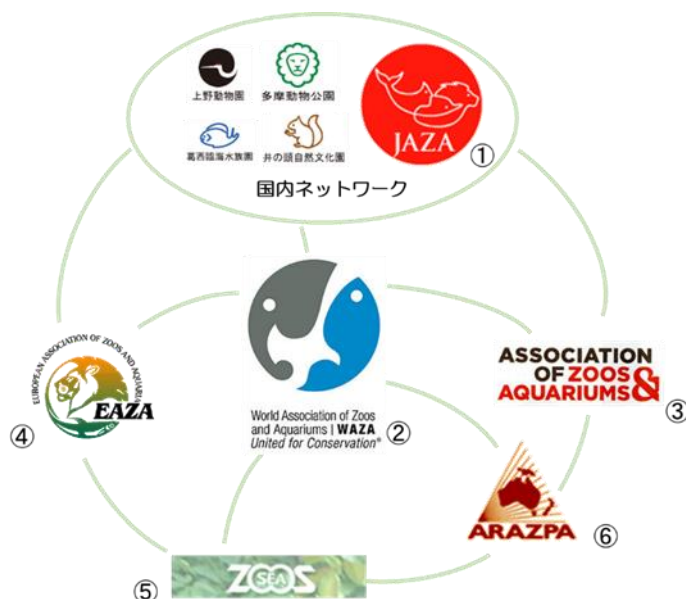 上野動物園
多摩動物公園
葛西臨海水族園
井の頭自然文化園
JAZA
①
国内ネットワーク
EUROPEAN ASSOCIATION OF ZOOS AND AQUARIA
EAZA
④
World Association of Zoos
and Aquariums | WAZA
United for Conservation®
②
ASSOCIATION
OF ZOOS &
AQUARIUMS
③
ARAZPA
⑥
ZOOS
SEA
⑤